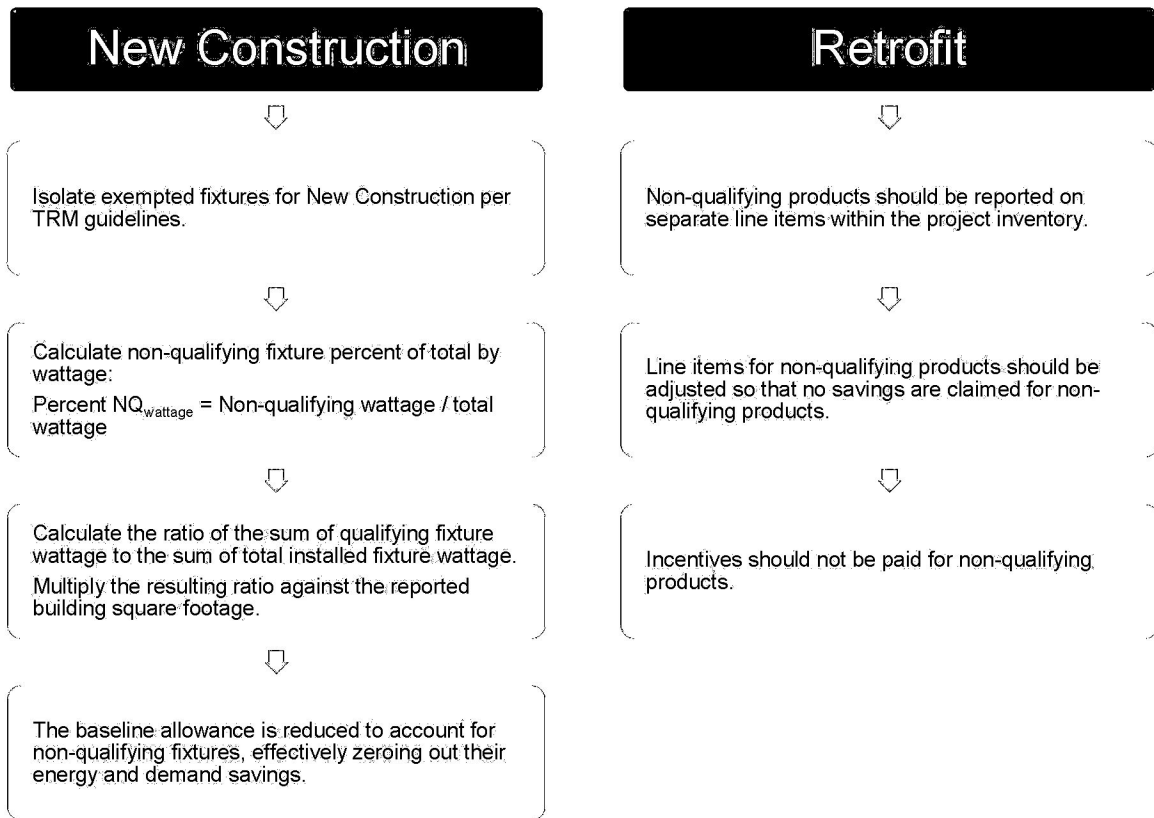 New Construction
Isolate exempted fixtures for New Construction per
TRM guidelines.
Calculate non-qualifying fixture percent of total by
wattage:
Percent NQwattage = Non-qualifying wattage / total
wattage
Calculate the ratio of the sum of qualifying fixture
wattage to the sum of total installed fixture wattage.
Multiply the resulting ratio against the reported
building square footage.
The baseline allowance is reduced to account for
non-qualifying fixtures, effectively zeroing out their
energy and demand savings.
Retrofit
Non-qualifying products should be reported on
separate line items within the project inventory.
Line items for non-qualifying products should be
adjusted so that no savings are claimed for non-
qualifying products.
Incentives should not be paid for non-qualifying
products.